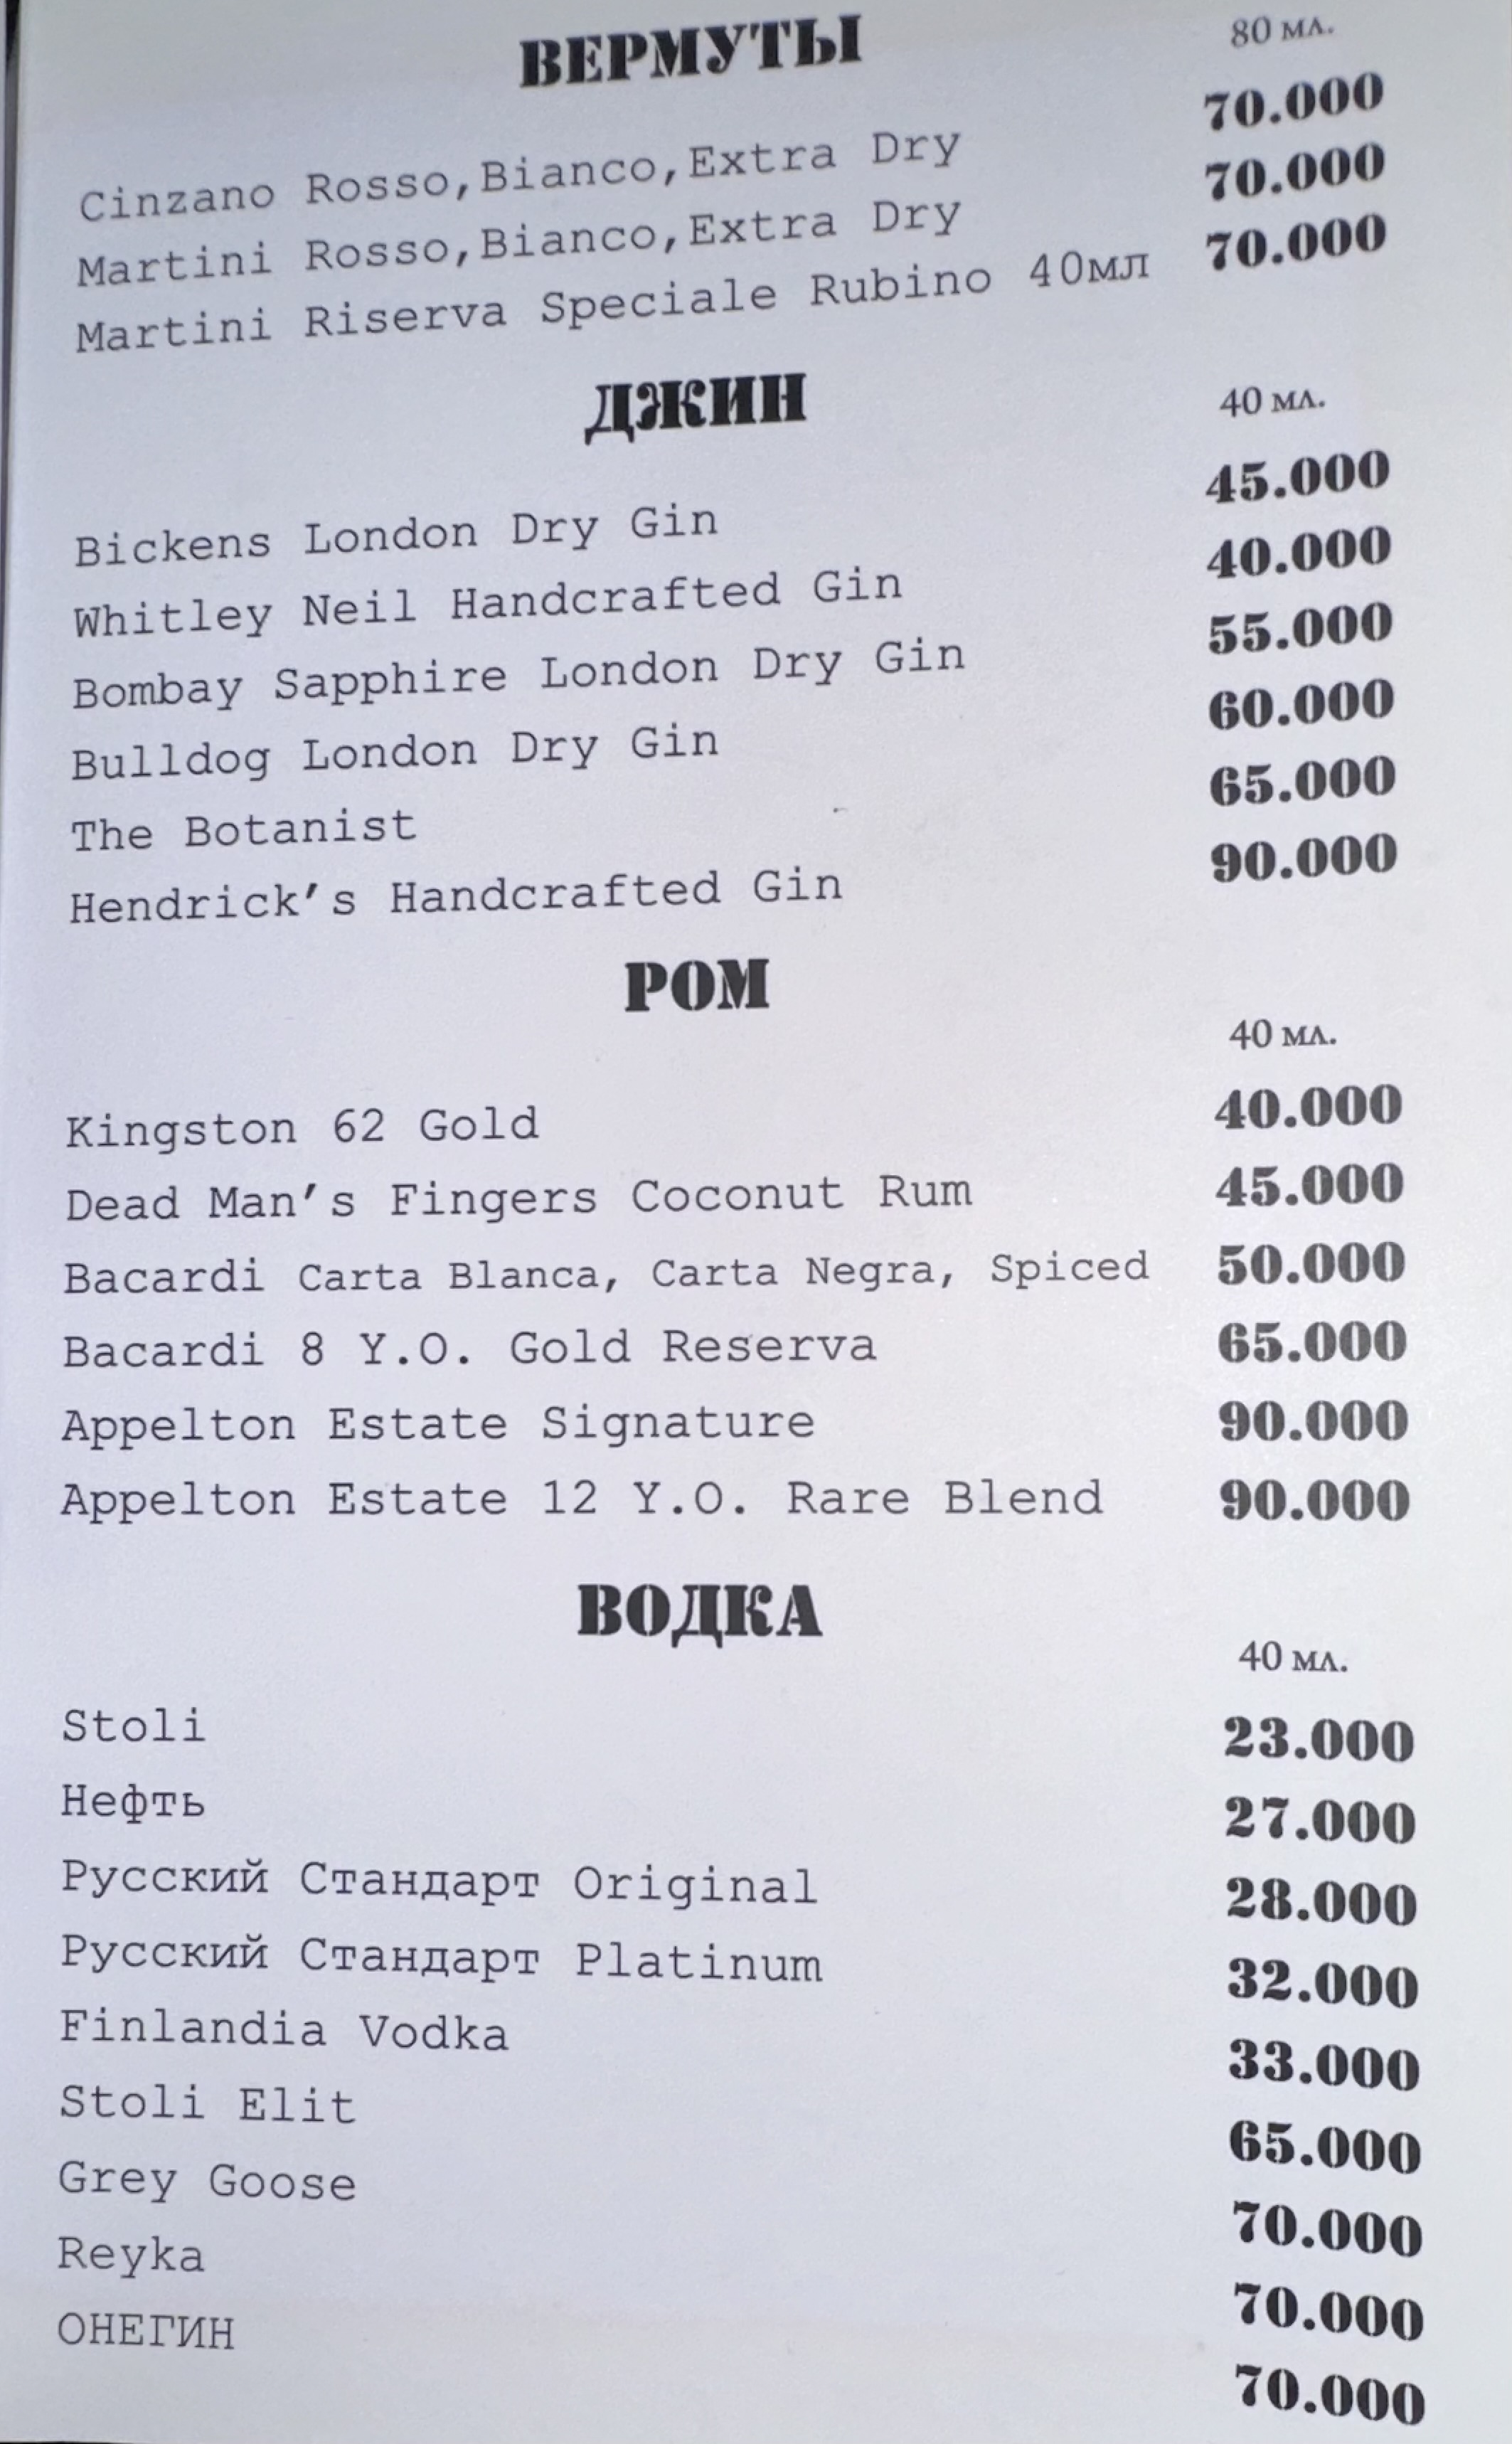 ВЕРМУТЫ 80 мл.
Cinzano Rosso,Bianco,Extra Dry 70.000
Martini Rosso,Bianco,Extra Dry 70.000
Martini Riserva Speciale Rubino 40мл 70.000
ДЖИН 40 мл.
Bickens London Dry Gin 45.000
Whitley Neil Handcrafted Gin 40.000
Bombay Sapphire London Dry Gin 55.000
Bulldog London Dry Gin 60.000
The Botanist 65.000
Hendrick's Handcrafted Gin 90.000
РОМ
40 мл.
Kingston 62 Gold 40.000
Dead Man's Fingers Coconut Rum 45.000
Bacardi Carta Blanca, Carta Negra, Spiced 50.000
Bacardi 8 Y.O. Gold Reserva 65.000
Appelton Estate Signature 90.000
Appelton Estate 12 Y.O. Rare Blend 90.000
ВОДКА
40 мл.
Stoli 23.000
Нефть 27.000
Русский Стандарт Original 28.000
Русский Стандарт Platinum 32.000
Finlandia Vodka 33.000
Stoli Elit 65.000
Grey Goose 70.000
Reyka 70.000
ОНЕГИН 70.000